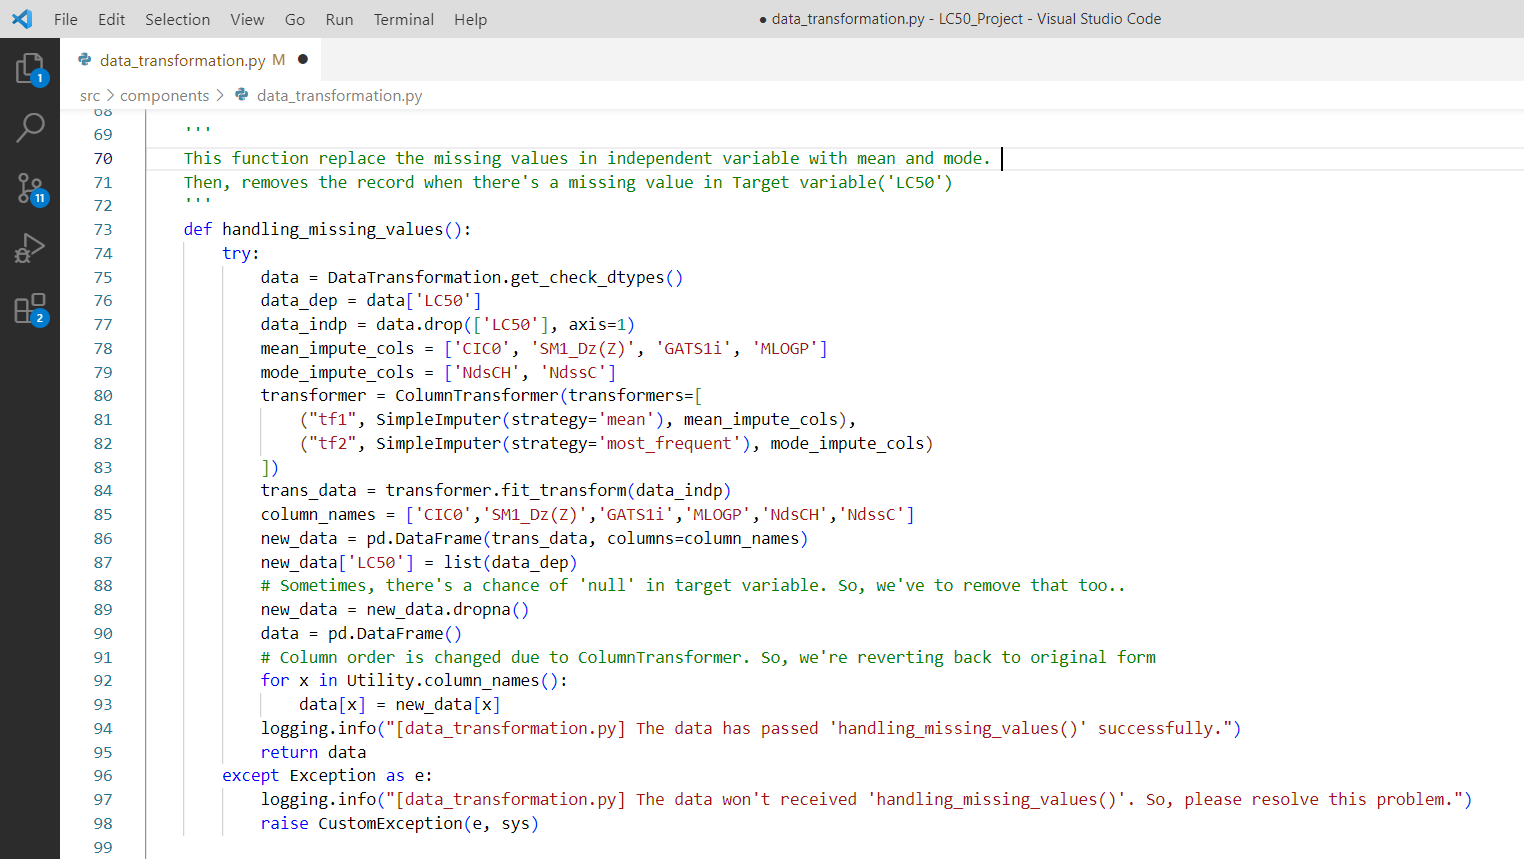 File Edit Selection View Go Run Terminal Help ● data_transformation.py - LC50_Project - Visual Studio Code
data_transformation.py M ●
1
src > components > data_transformation.py
68
69 '''
70 This function replace the missing values in independent variable with mean and mode.
71 Then, removes the record when there's a missing value in Target variable('LC50')
72 '''
11
73 def handling_missing_values():
74 try:
75 data = DataTransformation.get_check_dtypes()
76 data_dep = data['LC50']
77 data_indp = data.drop(['LC50'], axis=1)
2
78 mean_impute_cols = ['CIC0', 'SM1_Dz(Z)', 'GATS1i', 'MLOGP']
79 mode_impute_cols = ['NdsCH', 'NdssC']
80 transformer = ColumnTransformer(transformers=[
81 ("tf1", SimpleImputer(strategy='mean'), mean_impute_cols),
82 ("tf2", SimpleImputer(strategy='most_frequent'), mode_impute_cols)
83 ])
84 trans_data = transformer.fit_transform(data_indp)
85 column_names = ['CIC0','SM1_Dz(Z)','GATS1i','MLOGP','NdsCH','NdssC']
86 new_data = pd.DataFrame(trans_data, columns=column_names)
87 new_data['LC50'] = list(data_dep)
88 # Sometimes, there's a chance of 'null' in target variable. So, we've to remove that too..
89 new_data = new_data.dropna()
90 data = pd.DataFrame()
91 # Column order is changed due to ColumnTransformer. So, we're reverting back to original form
92 for x in Utility.column_names():
93 data[x] = new_data[x]
94 logging.info("[data_transformation.py] The data has passed 'handling_missing_values()' successfully.")
95 return data
96 except Exception as e:
97 logging.info("[data_transformation.py] The data won't received 'handling_missing_values()'. So, please resolve this problem.")
98 raise CustomException(e, sys)
99